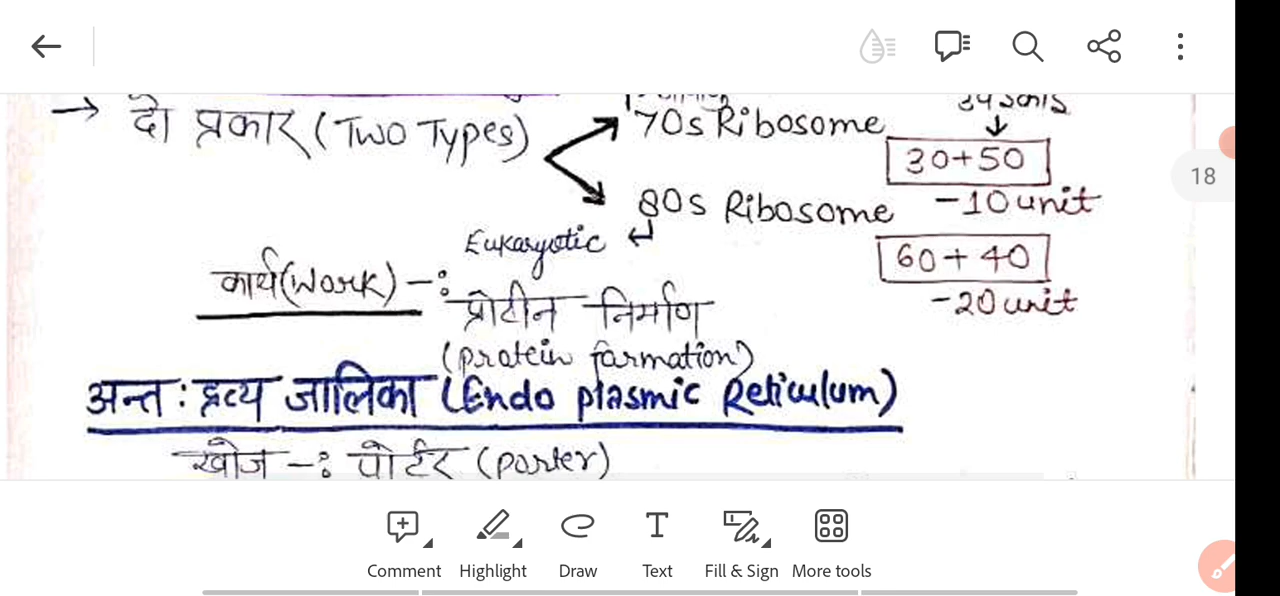 → दो प्रकार (Two Types)
70s Ribosome
30+50
-10 unit
80s Ribosome
60+40
-20 unit
Eukaryotic
कार्य(Work) -:
प्रोटीन निर्माण
(protein farmation)
अन्त: द्रव्य जालिका (Endo plasmic Reticulum)
खोज -: पोर्टर (porter)
18
Comment
Highlight
Draw
Text
Fill & Sign
More tools